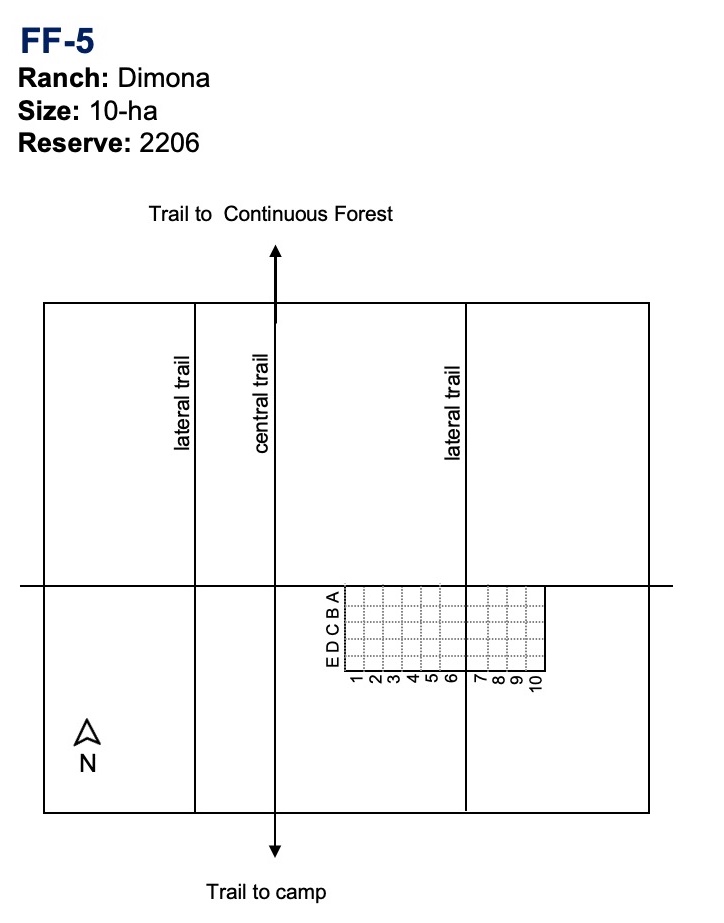 FF-5
Ranch: Dimona
Size: 10-ha
Reserve: 2206
Trail to Continuous Forest
lateral trail
central trail
lateral trail
E D C B A
1 2 3 4 5 6 7 8 9 10
N
Trail to camp